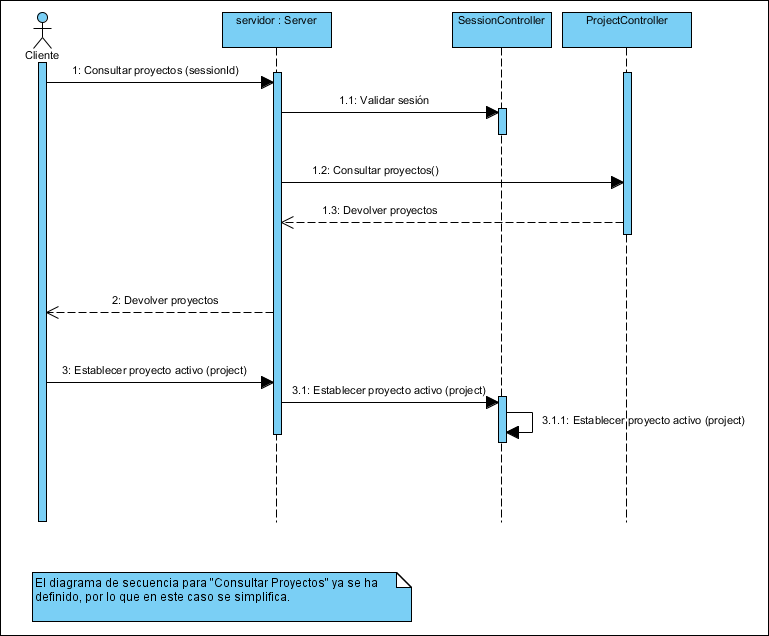 servidor : Server
SessionController
ProjectController
Cliente
1: Consultar proyectos (sessionId)
1.1: Validar sesión
1.2: Consultar proyectos()
1.3: Devolver proyectos
2: Devolver proyectos
3: Establecer proyecto activo (project)
3.1: Establecer proyecto activo (project)
3.1.1: Establecer proyecto activo (project)
El diagrama de secuencia para "Consultar Proyectos" ya se ha
definido, por lo que en este caso se simplifica.